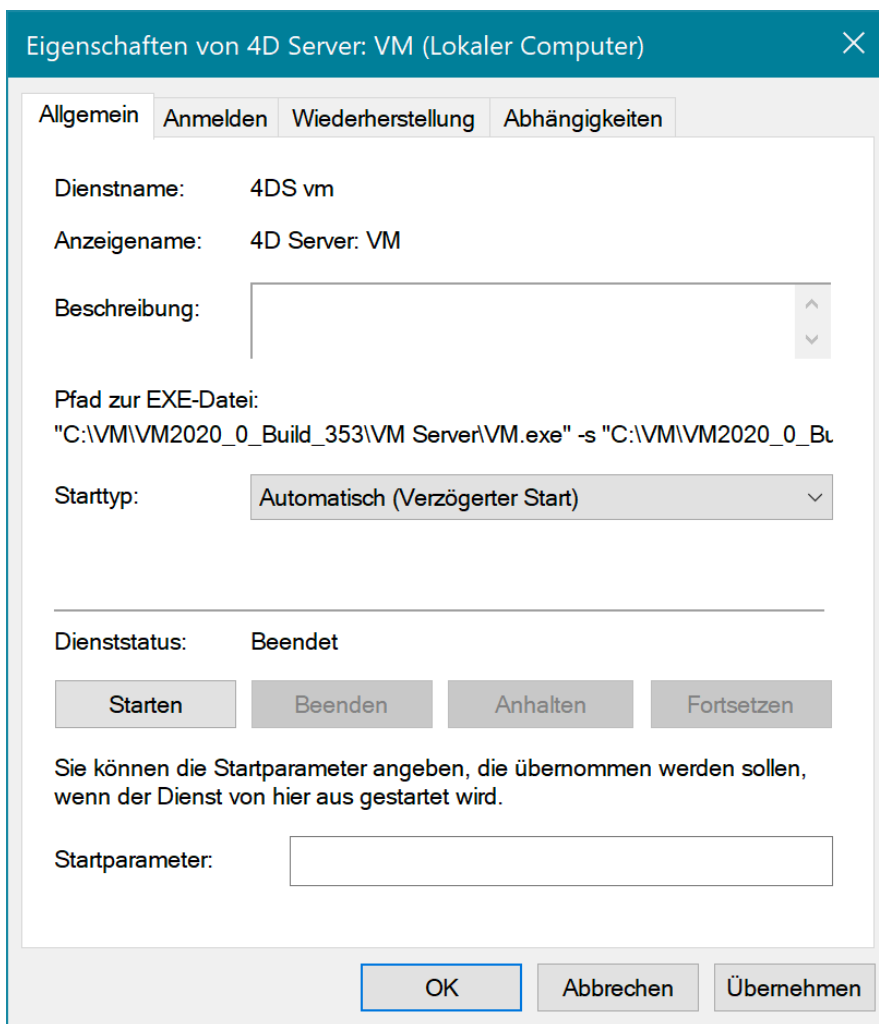 Eigenschaften von 4D Server: VM (Lokaler Computer)
Allgemein Anmelden Wiederherstellung Abhängigkeiten
Dienstname: 4DS vm
Anzeigename: 4D Server: VM
Beschreibung:
Pfad zur EXE-Datei:
"C:\VM\VM2020_0_Build_353\VM Server\VM.exe" -s "C:\VM\VM2020_0_Bu
Starttyp: Automatisch (Verzögerter Start)
Dienststatus: Beendet
Starten Beenden Anhalten Fortsetzen
Sie können die Startparameter angeben, die übernommen werden sollen,
wenn der Dienst von hier aus gestartet wird.
Startparameter:
OK Abbrechen Übernehmen